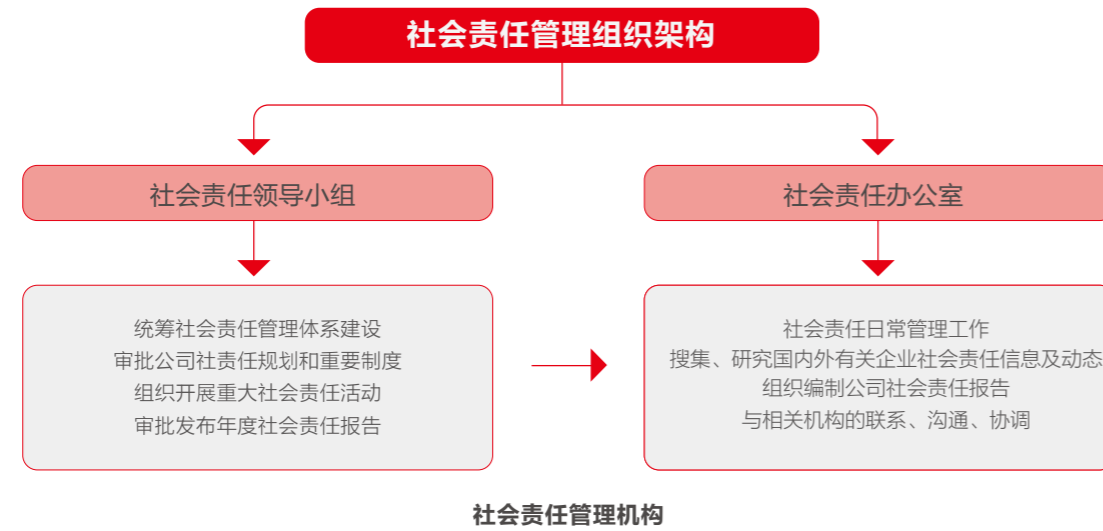 社会责任管理组织架构
社会责任领导小组
统筹社会责任管理体系建设
审批公司社责任规划和重要制度
组织开展重大社会责任活动
审批发布年度社会责任报告
社会责任办公室
社会责任日常管理工作
搜集、研究国内外有关企业社会责任信息及动态
组织编制公司社会责任报告
与相关机构的联系、沟通、协调
社会责任管理机构